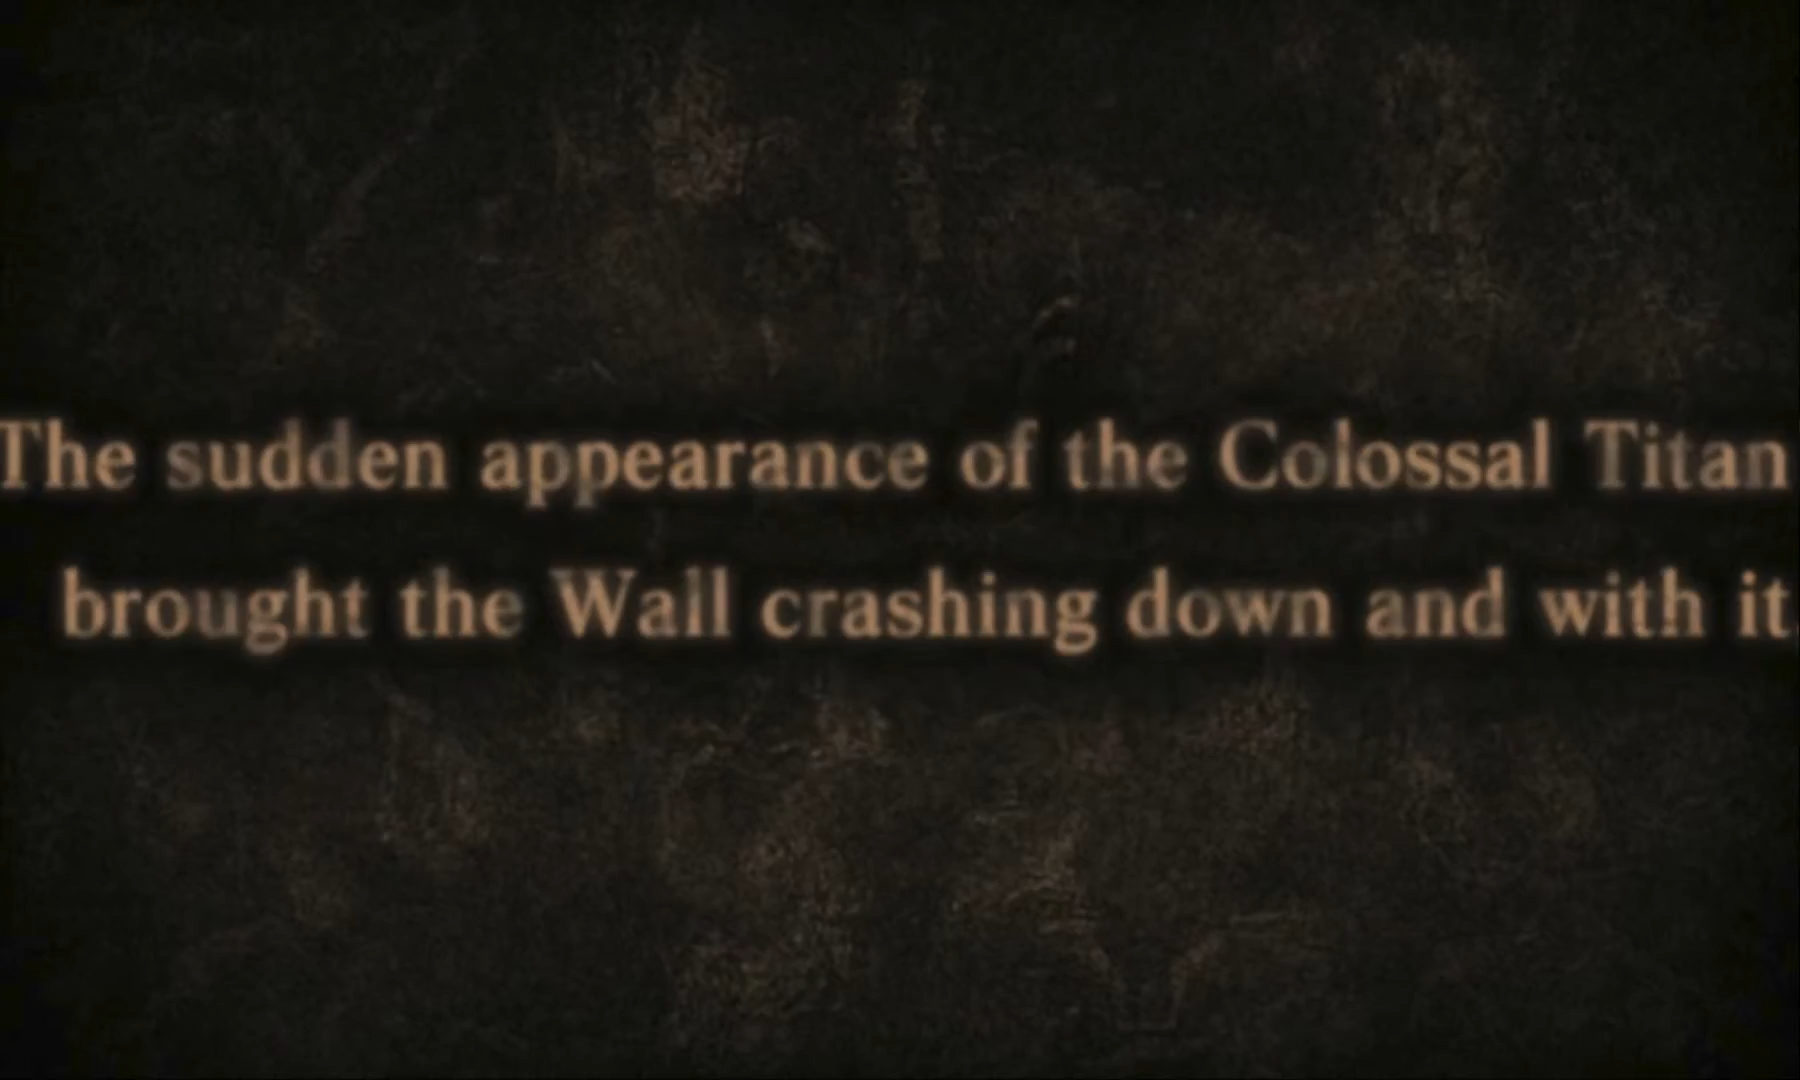 The sudden appearance of the Colossal Titan
brought the Wall crashing down and with it,